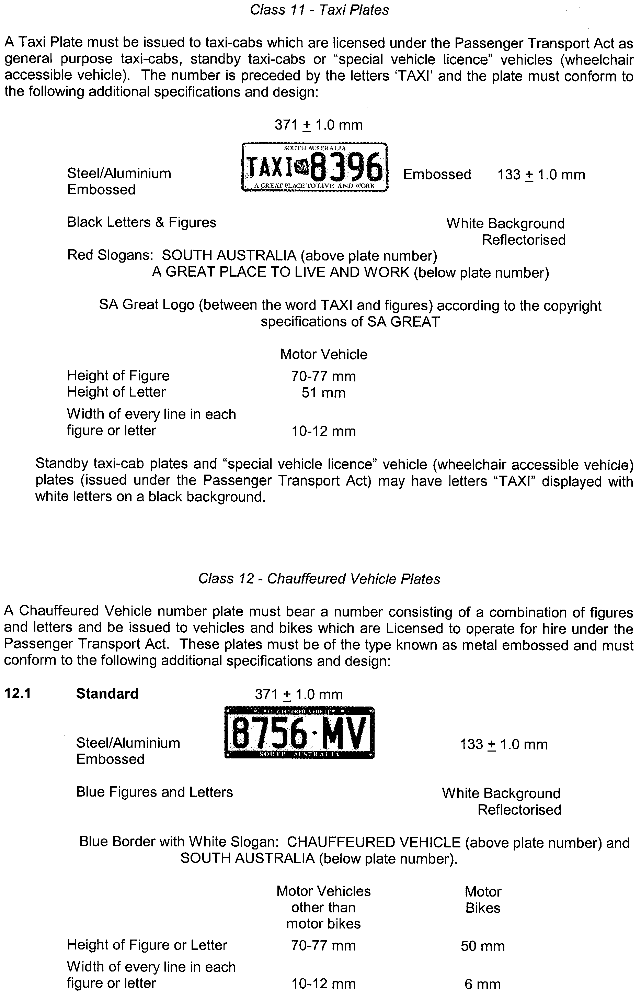 Class 11 - Taxi Plates
A Taxi Plate must be issued to taxi-cabs which are licensed under the Passenger Transport Act as
general purpose taxi-cabs, standby taxi-cabs or “special vehicle licence” vehicles (wheelchair
accessible vehicle). The number is preceded by the letters ‘TAXI’ and the plate must conform to
the following additional specifications and design:
371 ± 1.0 mm
SOUTH AUSTRALIA
TAXI SA GREAT 8396
A GREAT PLACE TO LIVE AND WORK
Steel/Aluminium
Embossed
Embossed 133 ± 1.0 mm
Black Letters & Figures
White Background
Reflectorised
Red Slogans: SOUTH AUSTRALIA (above plate number)
A GREAT PLACE TO LIVE AND WORK (below plate number)
SA Great Logo (between the word TAXI and figures) according to the copyright
specifications of SA GREAT
Motor Vehicle
Height of Figure 70-77 mm
Height of Letter 51 mm
Width of every line in each
figure or letter 10-12 mm
Standby taxi-cab plates and “special vehicle licence” vehicle (wheelchair accessible vehicle)
plates (issued under the Passenger Transport Act) may have letters “TAXI” displayed with
white letters on a black background.
Class 12 - Chauffeured Vehicle Plates
A Chauffeured Vehicle number plate must bear a number consisting of a combination of figures
and letters and be issued to vehicles and bikes which are Licensed to operate for hire under the
Passenger Transport Act. These plates must be of the type known as metal embossed and must
conform to the following additional specifications and design:
12.1 Standard 371 ± 1.0 mm
CHAUFFEURED VEHICLE
8756·MV
SOUTH AUSTRALIA
Steel/Aluminium
Embossed
133 ± 1.0 mm
Blue Figures and Letters
White Background
Reflectorised
Blue Border with White Slogan: CHAUFFEURED VEHICLE (above plate number) and
SOUTH AUSTRALIA (below plate number).
Motor Vehicles Motor
other than Bikes
motor bikes
Height of Figure or Letter 70-77 mm 50 mm
Width of every line in each
figure or letter 10-12 mm 6 mm